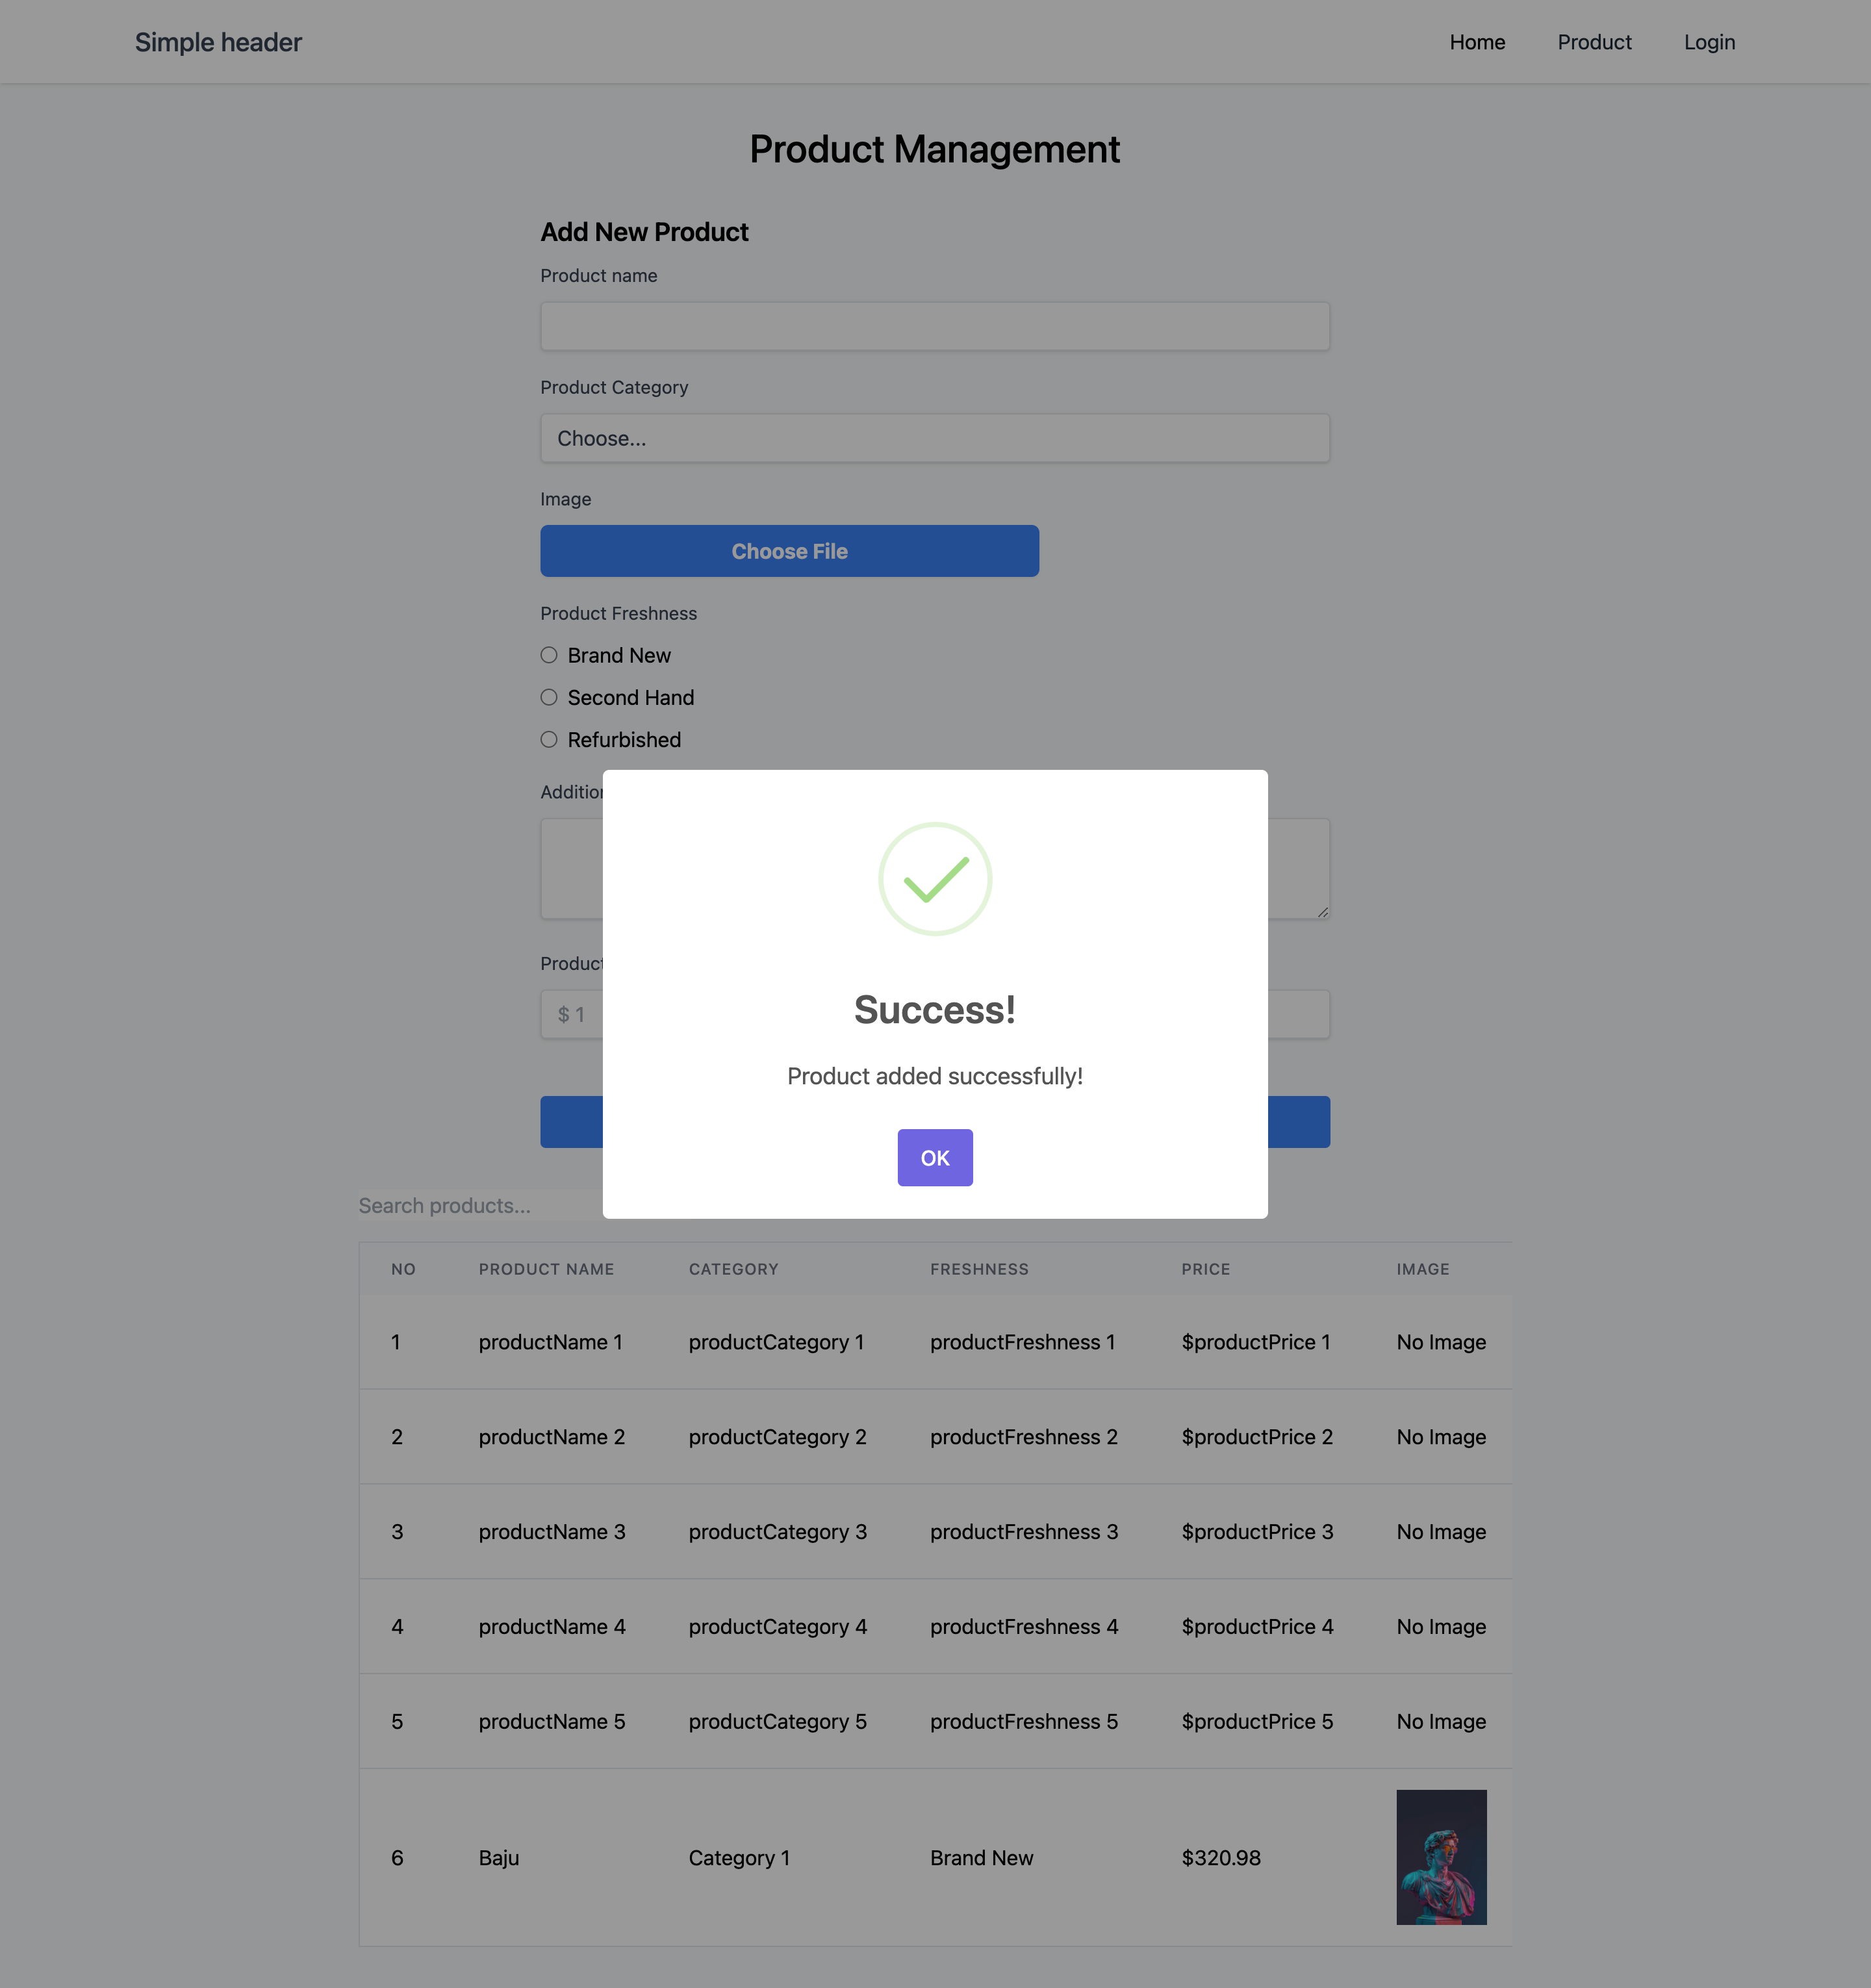 Simple header
Home Product Login
Product Management
Add New Product
Product name
Product Category
Choose...
Image
Choose File
Product Freshness
Brand New
Second Hand
Refurbished
Product
$ 1
Success!
Product added successfully!
OK
Search products...
NO PRODUCT NAME CATEGORY FRESHNESS PRICE IMAGE
1 productName 1 productCategory 1 productFreshness 1 $productPrice 1 No Image
2 productName 2 productCategory 2 productFreshness 2 $productPrice 2 No Image
3 productName 3 productCategory 3 productFreshness 3 $productPrice 3 No Image
4 productName 4 productCategory 4 productFreshness 4 $productPrice 4 No Image
5 productName 5 productCategory 5 productFreshness 5 $productPrice 5 No Image
6 Baju Category 1 Brand New $320.98